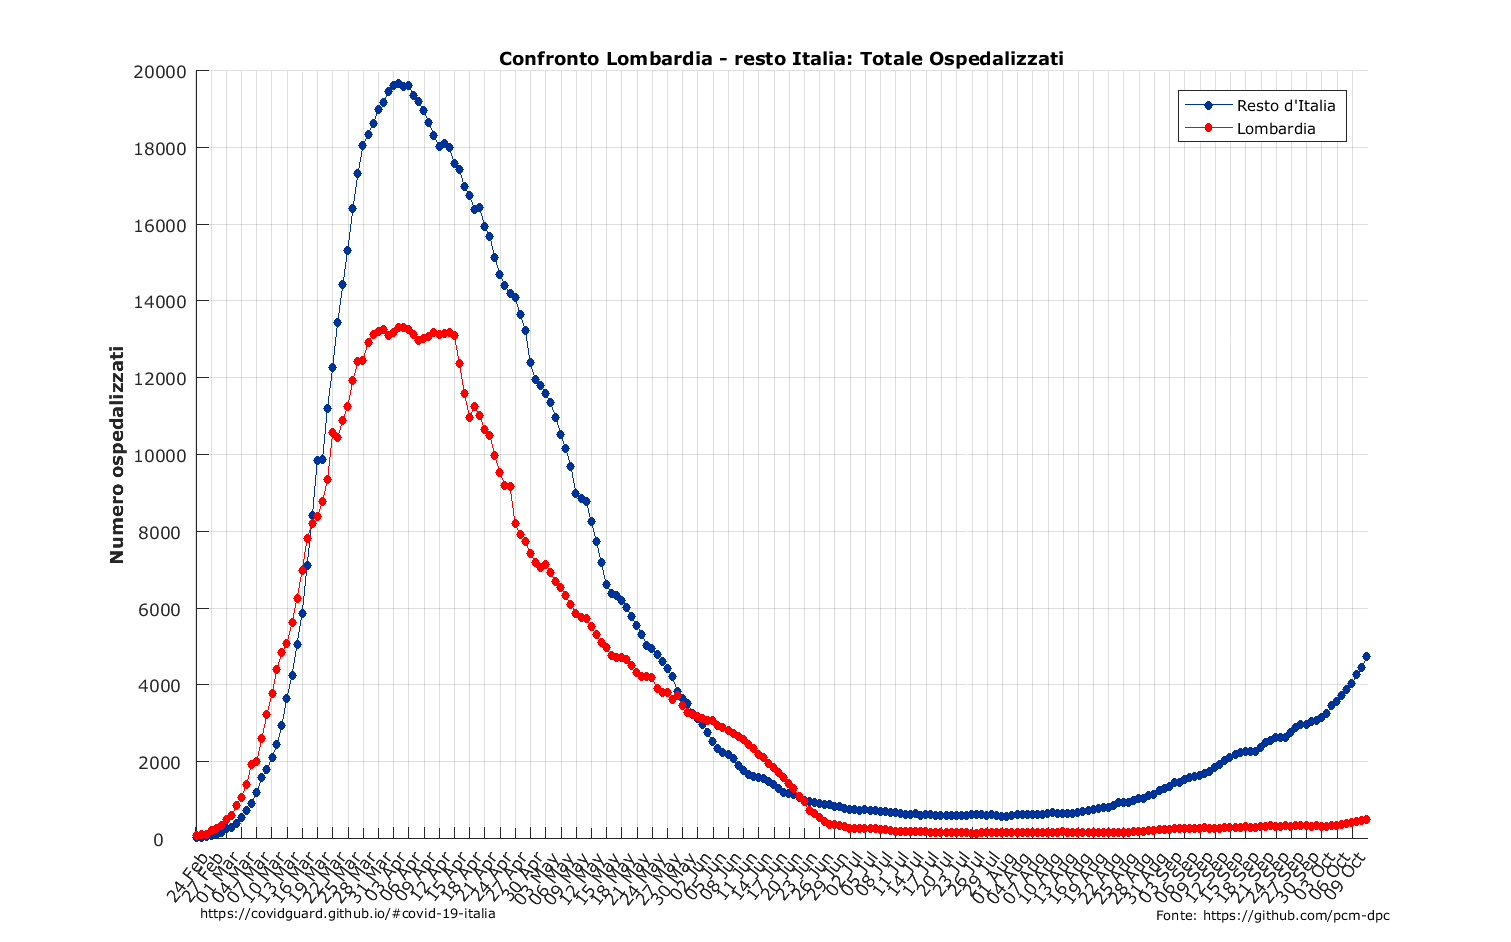 Confronto Lombardia - resto Italia: Totale Ospedalizzati
Resto d'Italia
Lombardia
Numero ospedalizzati
20000
18000
16000
14000
12000
10000
8000
6000
4000
2000
0
24 Feb
27 Feb
01 Mar
04 Mar
07 Mar
10 Mar
13 Mar
16 Mar
19 Mar
22 Mar
25 Mar
28 Mar
31 Mar
03 Apr
06 Apr
09 Apr
12 Apr
15 Apr
18 Apr
21 Apr
24 Apr
27 Apr
30 Apr
03 May
06 May
09 May
12 May
15 May
18 May
21 May
24 May
27 May
30 May
02 Jun
05 Jun
08 Jun
11 Jun
14 Jun
17 Jun
20 Jun
23 Jun
26 Jun
29 Jun
02 Jul
05 Jul
08 Jul
11 Jul
14 Jul
17 Jul
20 Jul
23 Jul
26 Jul
29 Jul
01 Aug
04 Aug
07 Aug
10 Aug
13 Aug
16 Aug
19 Aug
22 Aug
25 Aug
28 Aug
31 Aug
03 Sep
06 Sep
09 Sep
12 Sep
15 Sep
18 Sep
21 Sep
24 Sep
27 Sep
30 Sep
03 Oct
06 Oct
09 Oct
https://covidguard.github.io/#covid-19-italia
Fonte: https://github.com/pcm-dpc